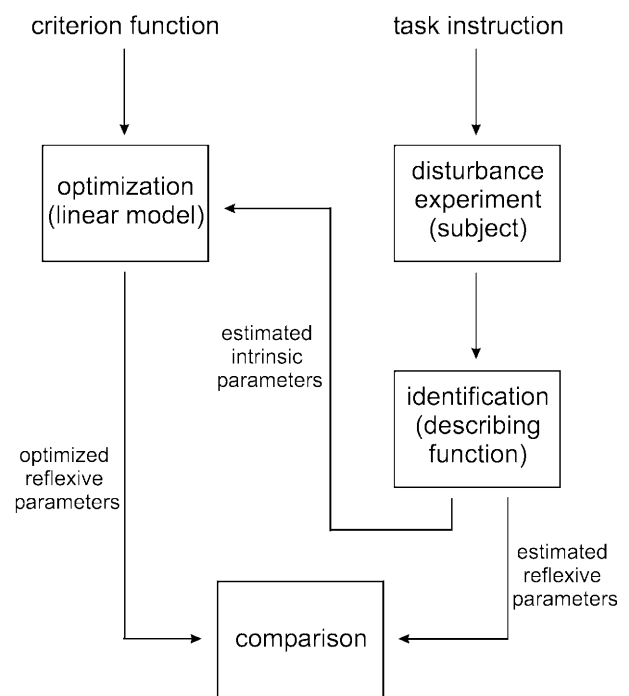 criterion function
task instruction
optimization
(linear model)
disturbance
experiment
(subject)
estimated
intrinsic
parameters
identification
(describing
function)
optimized
reflexive
parameters
estimated
reflexive
parameters
comparison